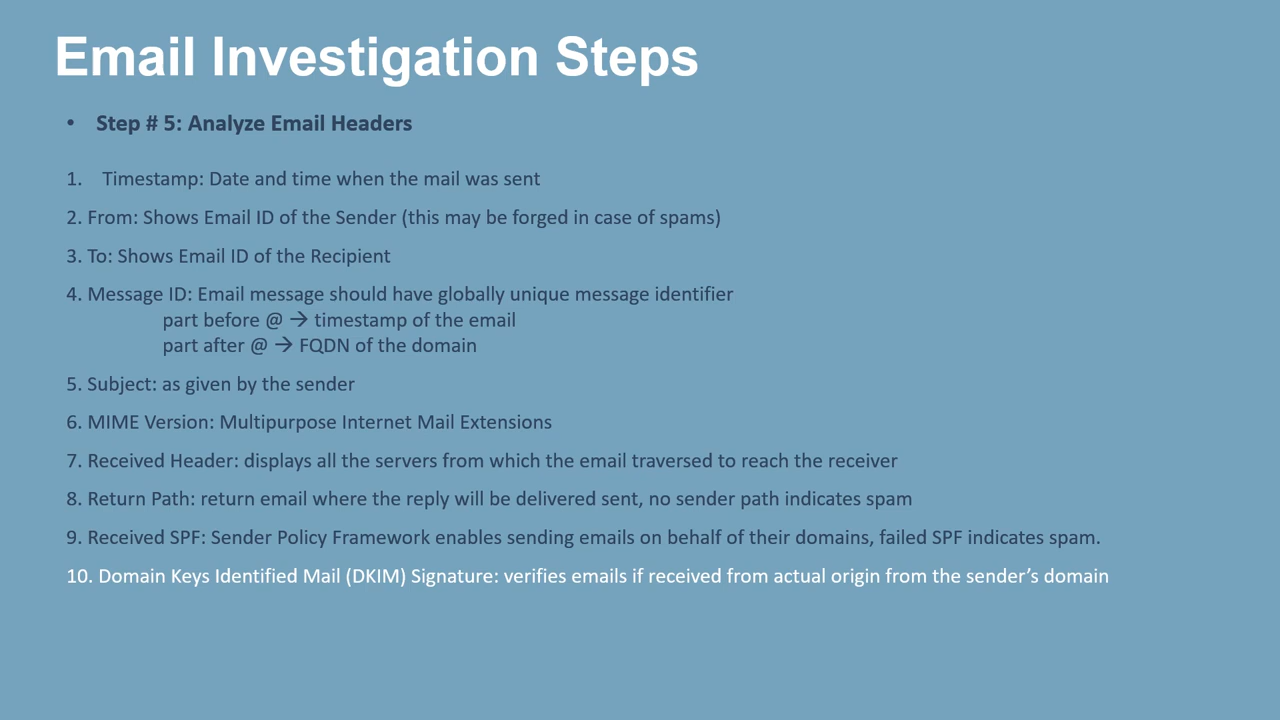 Email Investigation Steps
• Step # 5: Analyze Email Headers
1. Timestamp: Date and time when the mail was sent
2. From: Shows Email ID of the Sender (this may be forged in case of spams)
3. To: Shows Email ID of the Recipient
4. Message ID: Email message should have globally unique message identifier
part before @ → timestamp of the email
part after @ → FQDN of the domain
5. Subject: as given by the sender
6. MIME Version: Multipurpose Internet Mail Extensions
7. Received Header: displays all the servers from which the email traversed to reach the receiver
8. Return Path: return email where the reply will be delivered sent, no sender path indicates spam
9. Received SPF: Sender Policy Framework enables sending emails on behalf of their domains, failed SPF indicates spam.
10. Domain Keys Identified Mail (DKIM) Signature: verifies emails if received from actual origin from the sender’s domain